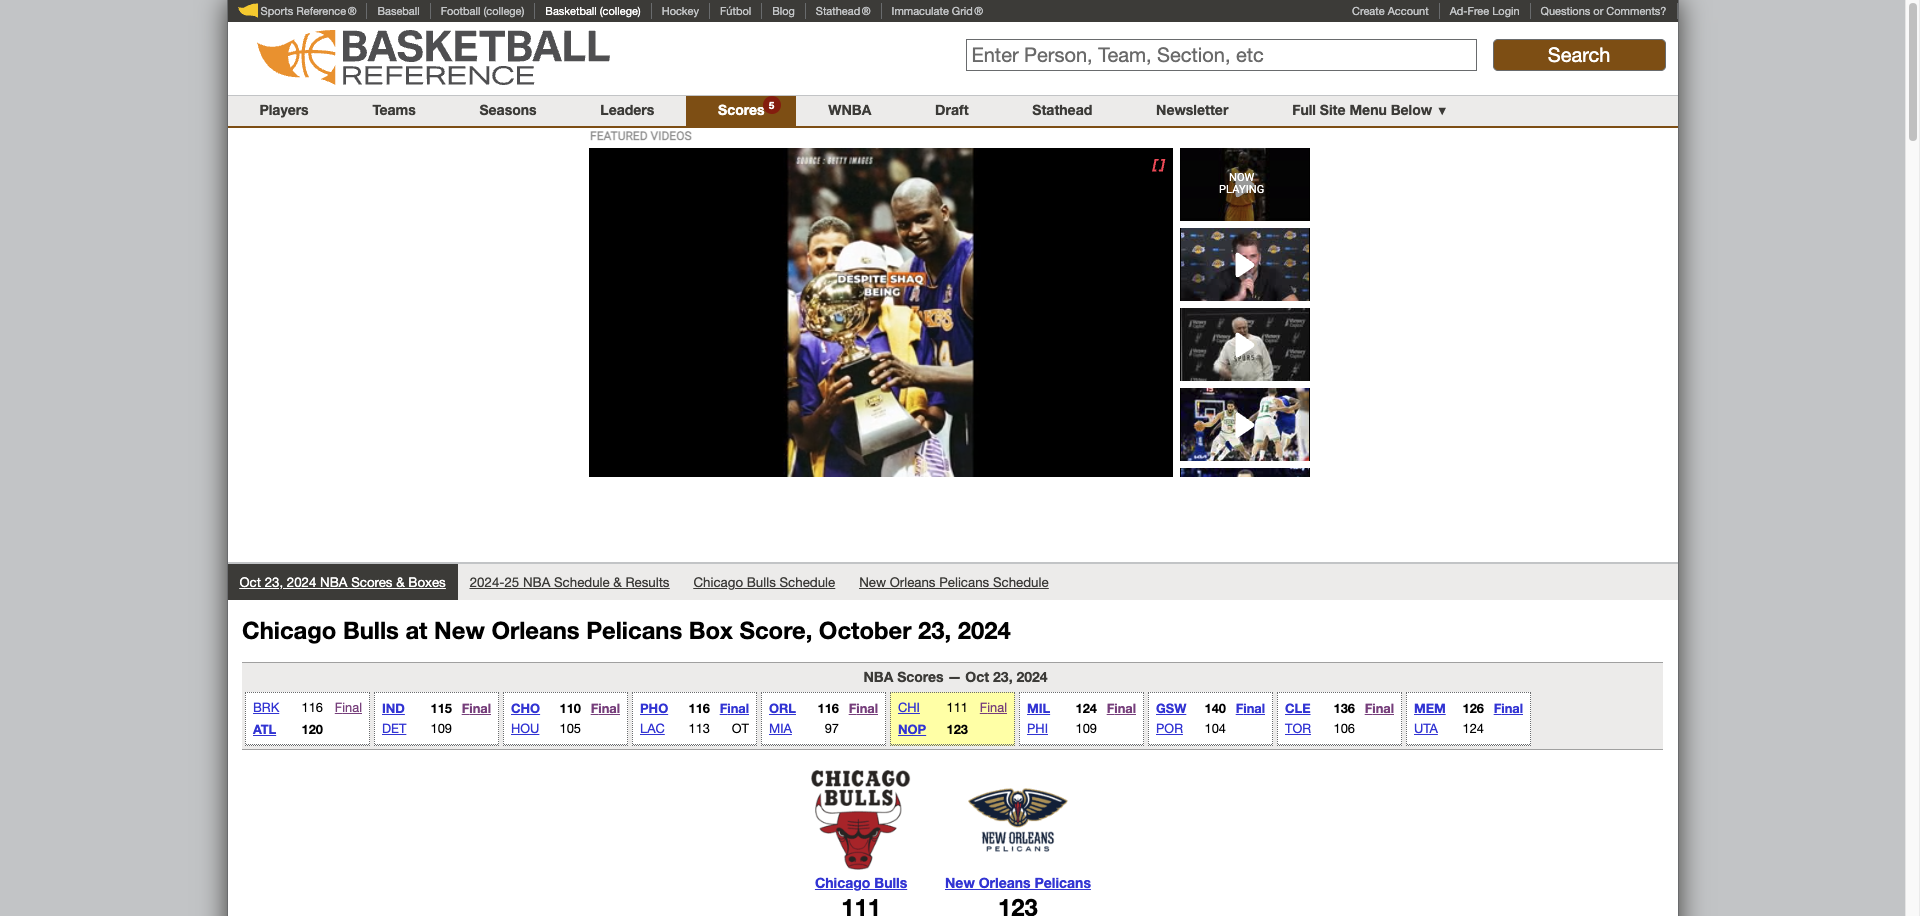 Sports Reference® Baseball Football (college) Basketball (college) Hockey Fútbol Blog Stathead® Immaculate Grid® Create Account Ad-Free Login Questions or Comments?
BASKETBALL
REFERENCE
Enter Person, Team, Section, etc Search
Players Teams Seasons Leaders Scores 5 WNBA Draft Stathead Newsletter Full Site Menu Below ▼
FEATURED VIDEOS
SOURCE : GETTY IMAGES
[ ]
NOW
PLAYING
DESPITE SHAQ
BEING
Oct 23, 2024 NBA Scores & Boxes 2024-25 NBA Schedule & Results Chicago Bulls Schedule New Orleans Pelicans Schedule
Chicago Bulls at New Orleans Pelicans Box Score, October 23, 2024
NBA Scores — Oct 23, 2024
BRK 116 Final IND 115 Final CHO 110 Final PHO 116 Final ORL 116 Final CHI 111 Final MIL 124 Final GSW 140 Final CLE 136 Final MEM 126 Final
ATL 120 DET 109 HOU 105 LAC 113 OT MIA 97 NOP 123 PHI 109 POR 104 TOR 106 UTA 124
CHICAGO
BULLS
NEW ORLEANS
PELICANS
Chicago Bulls New Orleans Pelicans
111 123